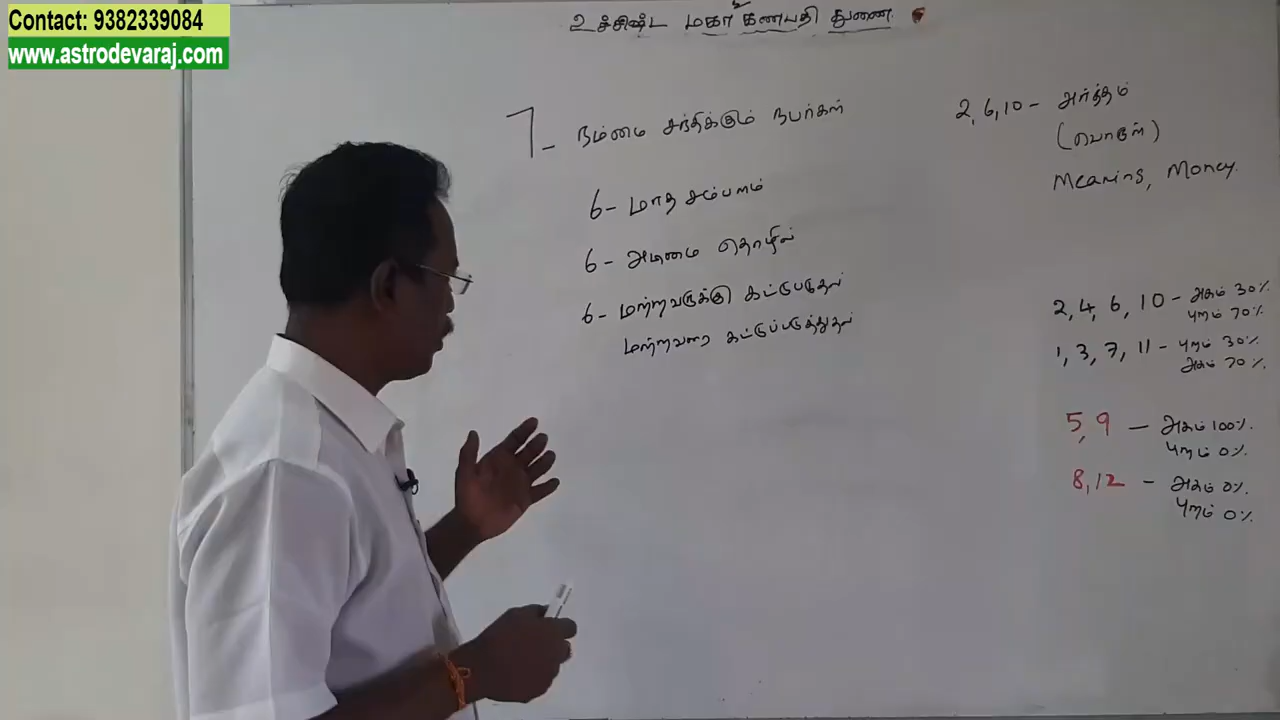 Contact: 9382339084
www.astrodevaraj.com
உச்சிஷ்ட மகா கணபதி துணை
7 - நம்மை சந்திக்கும் நபர்கள்
6 - மாத சம்பளம்
6 - அடிமை தொழில்
6 - மற்றவருக்கு கட்டுபடுதல்
மற்றவரை கட்டுப்படுத்துதல்
2, 6, 10 - அர்த்தம்
(பொருள்)
Meaning, Money.
2, 4, 6, 10 - அகம் 30%
புறம் 70%.
1, 3, 7, 11 - புறம் 30%
அகம் 70%.
5, 9 — அகம் 100%.
புறம் 0%.
8, 12 - அகம் 0%.
புறம் 0%.